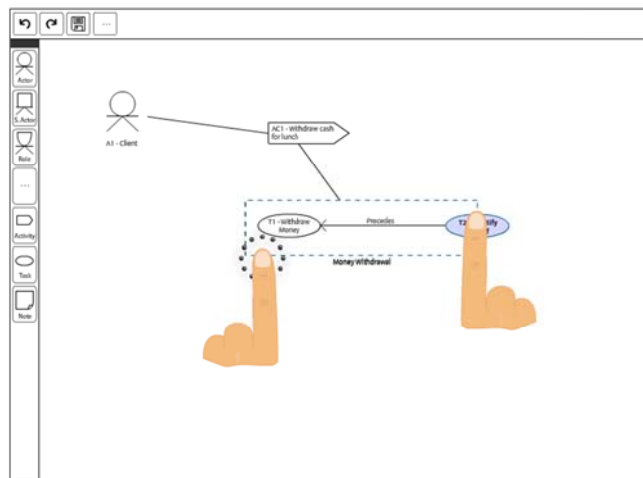 ...
Actor
S. Actor
Role
...
Activity
Task
Note
A1 - Client
AC1 - Withdraw cash
for lunch
T1 - Withdraw
Money
Precedes
Money Withdrawal